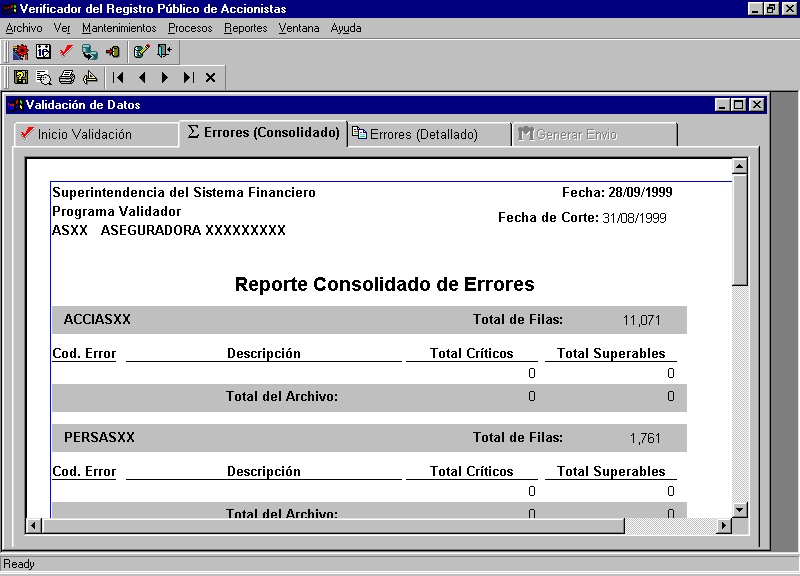 Verificador del Registro Público de Accionistas
Archivo Ver Mantenimientos Procesos Reportes Ventana Ayuda
Validación de Datos
Inicio Validación Σ Errores (Consolidado) Errores (Detallado) Generar Envio
Superintendencia del Sistema Financiero Fecha: 28/09/1999
Programa Validador
Fecha de Corte: 31/08/1999
ASXX ASEGURADORA XXXXXXXXX
Reporte Consolidado de Errores
ACCIASXX Total de Filas: 11,071
Cod. Error Descripción Total Críticos Total Superables
0 0
Total del Archivo: 0 0
PERSASXX Total de Filas: 1,761
Cod. Error Descripción Total Críticos Total Superables
0 0
Total del Archivo: 0 0
Ready